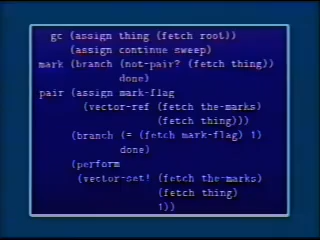 gc (assign thing (fetch root))
(assign continue sweep)
mark (branch (not-pair? (fetch thing))
done)
pair (assign mark-flag
(vector-ref (fetch the-marks)
(fetch thing)))
(branch (= (fetch mark-flag) 1)
done)
(perform
(vector-set! (fetch the-marks)
(fetch thing)
1))